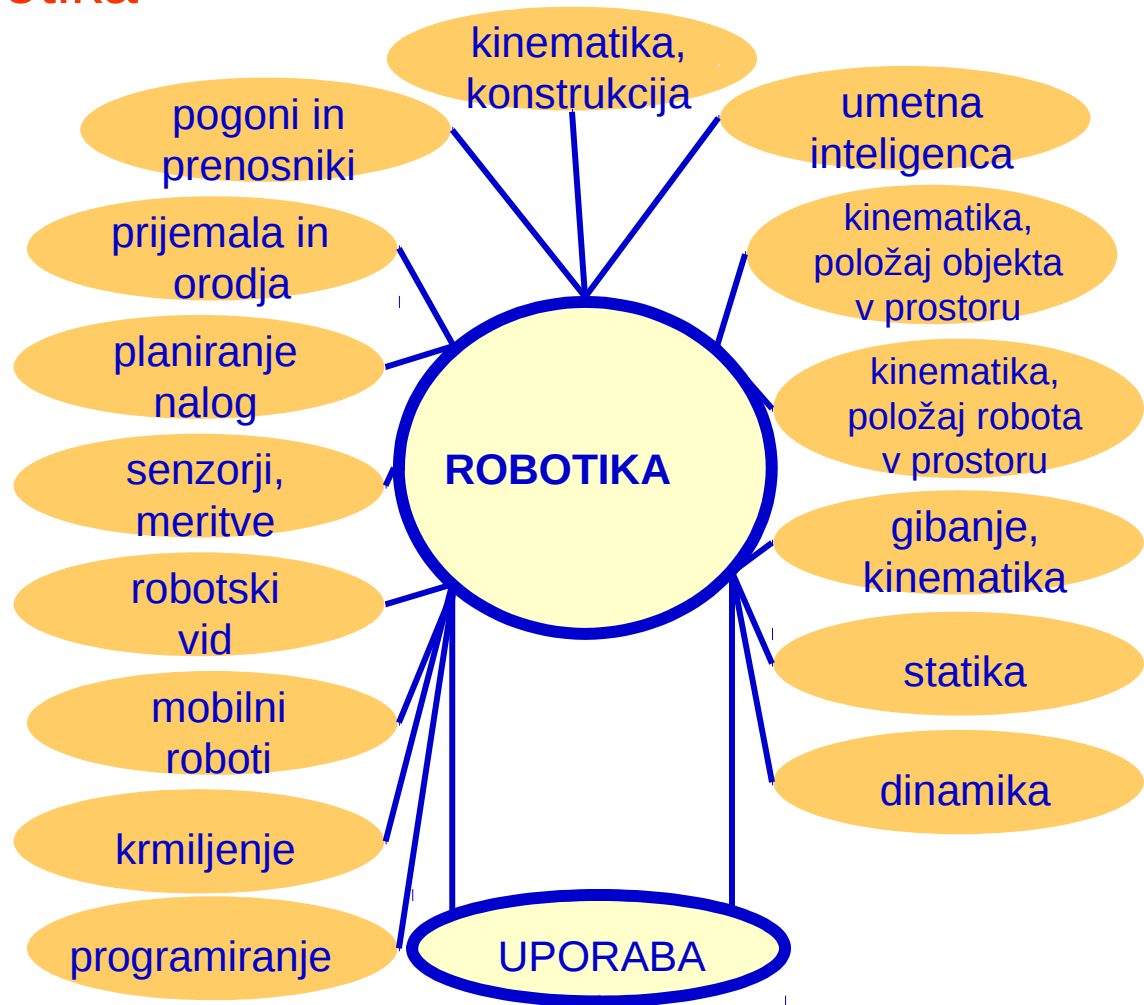 kinematika,
konstrukcija
pogoni in
prenosniki
umetna
inteligenca
prijemala in
orodja
kinematika,
položaj objekta
v prostoru
planiranje
nalog
kinematika,
položaj robota
v prostoru
senzorji,
meritve
ROBOTIKA
gibanje,
kinematika
robotski
vid
statika
mobilni
roboti
dinamika
krmiljenje
programiranje
UPORABA